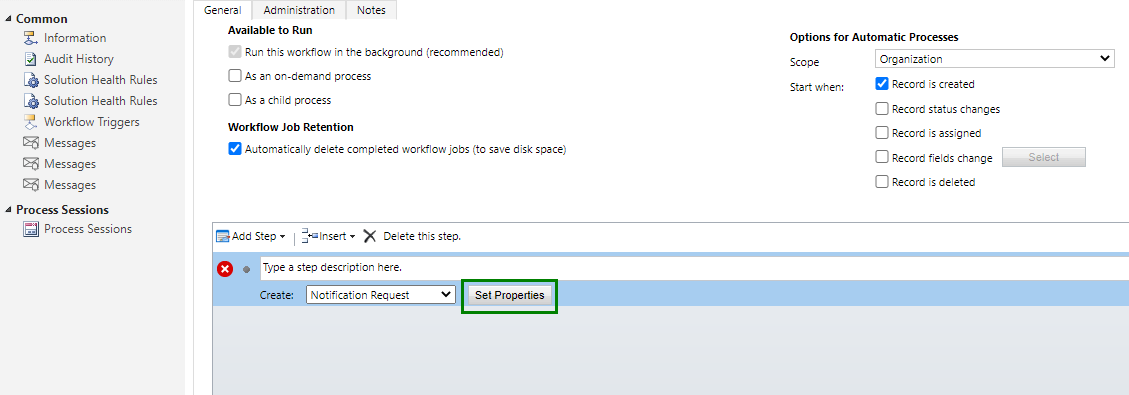 Common
Information
Audit History
Solution Health Rules
Solution Health Rules
Workflow Triggers
Messages
Messages
Messages
Process Sessions
Process Sessions
General Administration Notes
Available to Run
Run this workflow in the background (recommended)
As an on-demand process
As a child process
Workflow Job Retention
Automatically delete completed workflow jobs (to save disk space)
Options for Automatic Processes
Scope Organization
Start when: Record is created
Record status changes
Record is assigned
Record fields change Select
Record is deleted
Add Step Insert Delete this step.
Type a step description here.
Create: Notification Request Set Properties